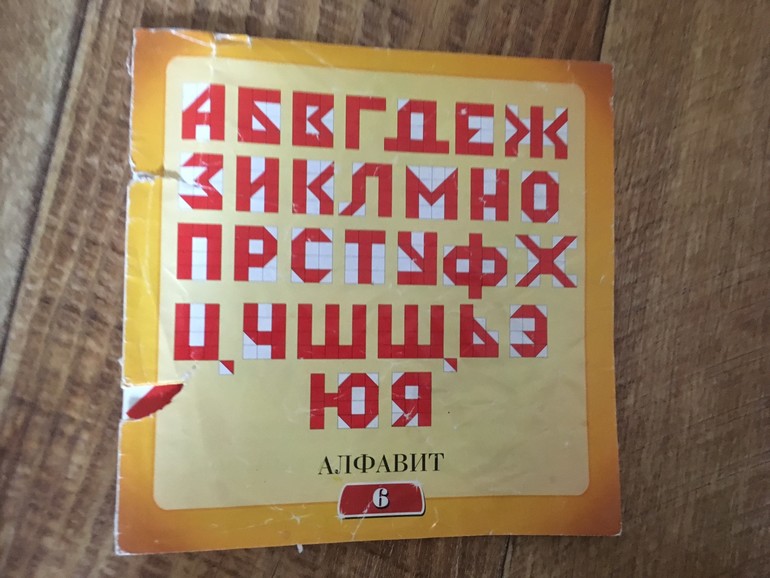 АБВГДЕЖ
ЗИКЛМНО
ПРСТУФХ
ЦЧШЩЬЭ
ЮЯ
АЛФАВИТ
6